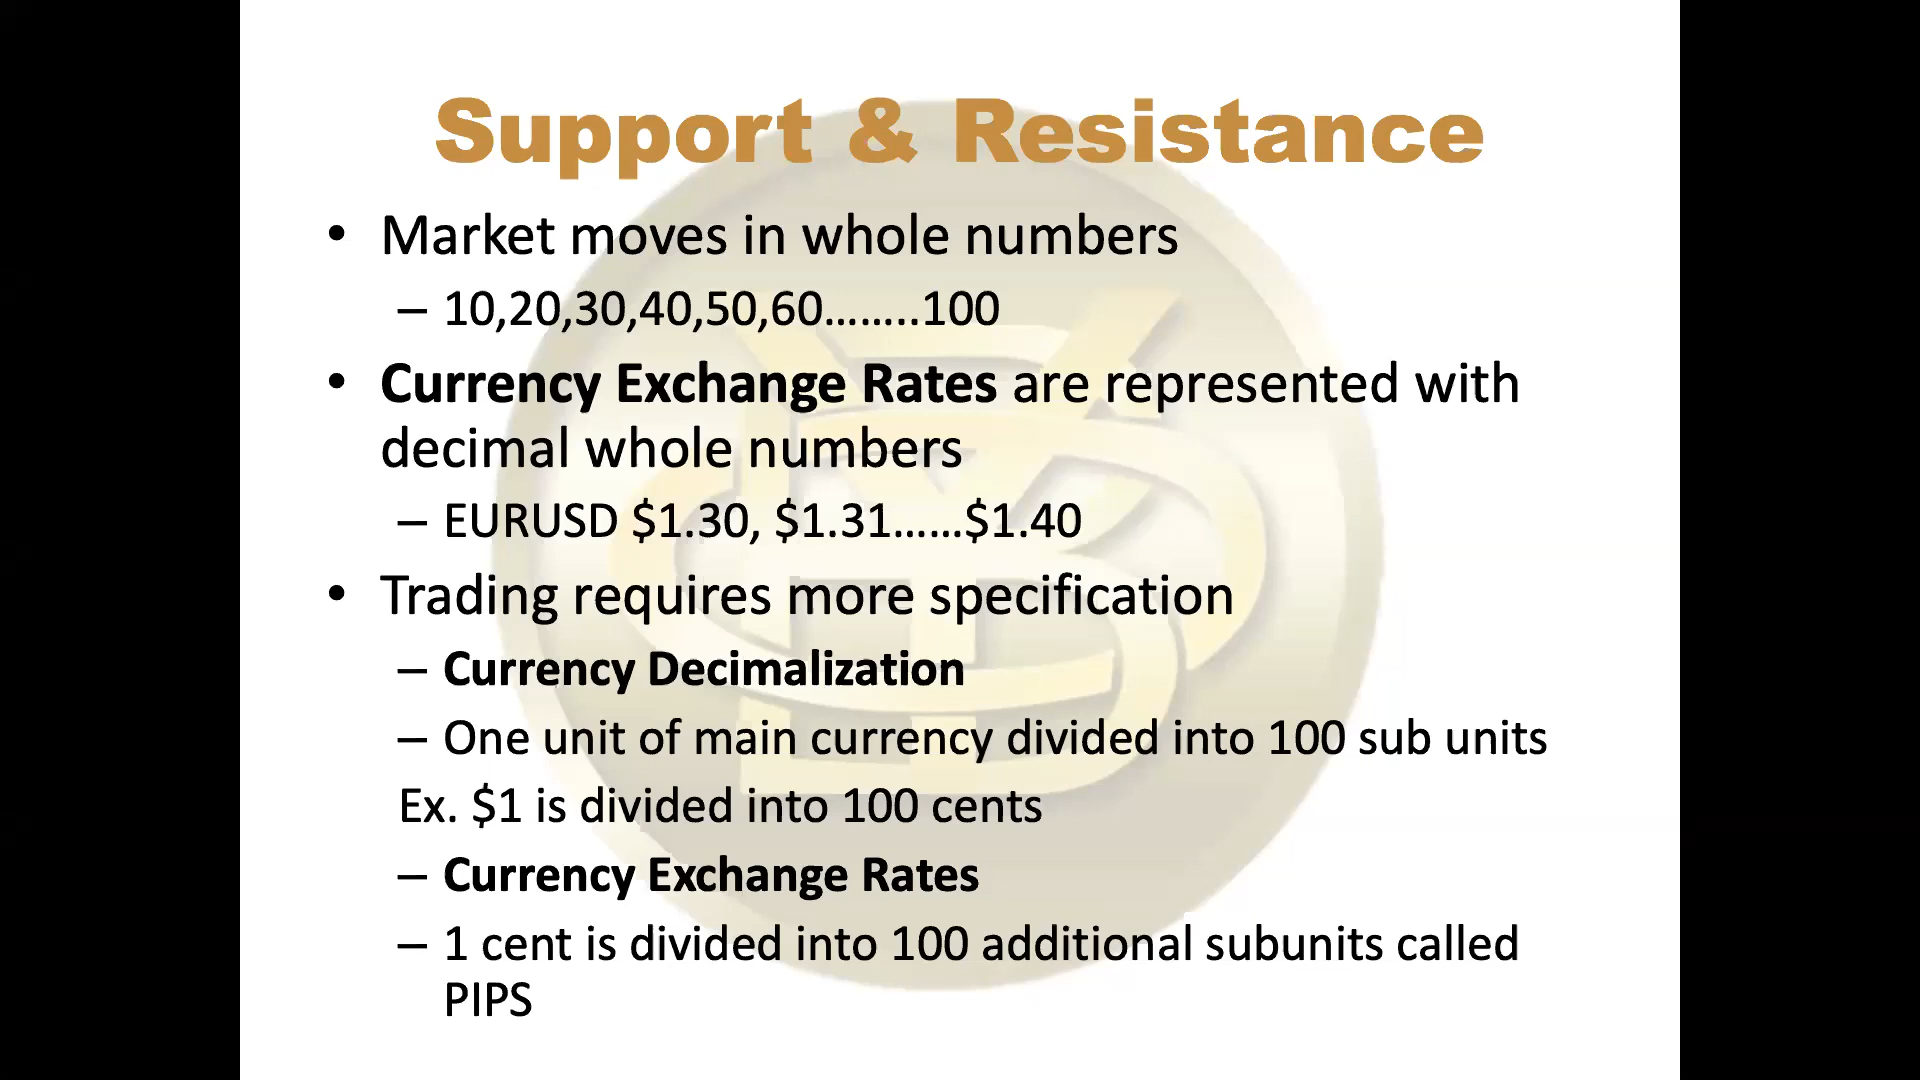 Support & Resistance
• Market moves in whole numbers
– 10,20,30,40,50,60……..100
• Currency Exchange Rates are represented with
decimal whole numbers
– EURUSD $1.30, $1.31……$1.40
• Trading requires more specification
– Currency Decimalization
– One unit of main currency divided into 100 sub units
Ex. $1 is divided into 100 cents
– Currency Exchange Rates
– 1 cent is divided into 100 additional subunits called
PIPS